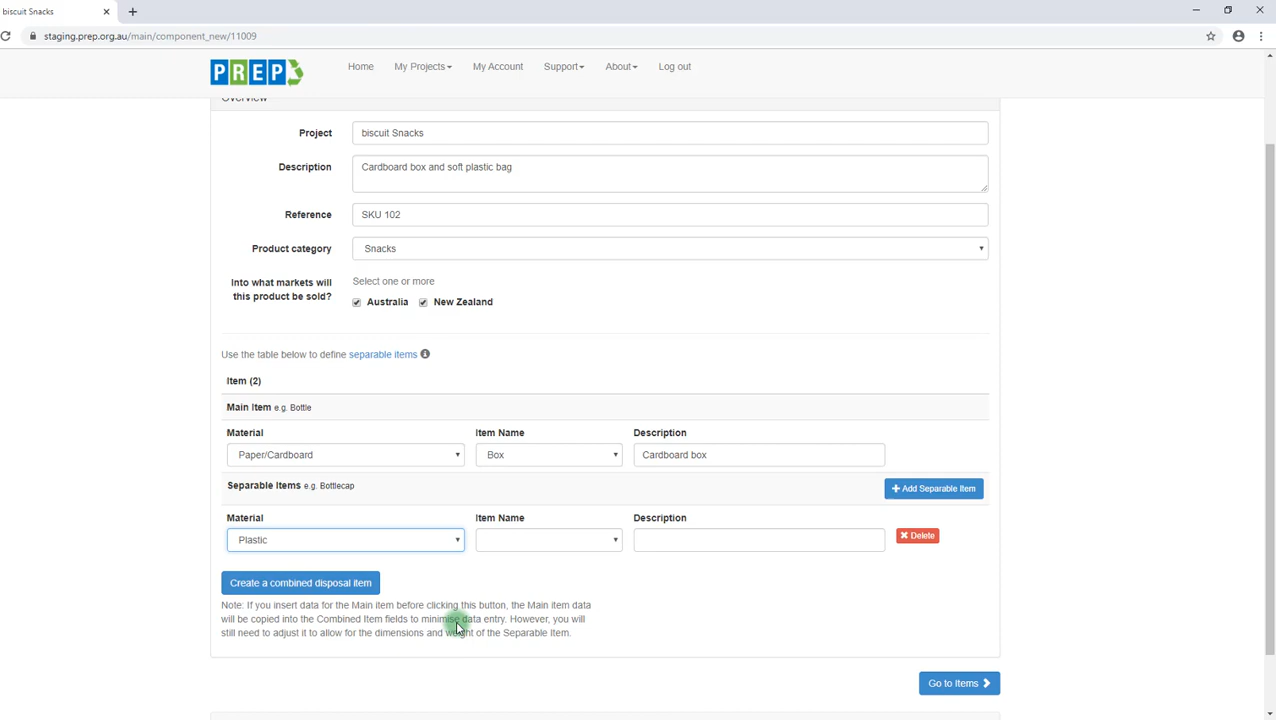 biscuit Snacks
staging.prep.org.au/main/component_new/11009
PREP
Home
My Projects
My Account
Support
About
Log out
Overview
Project
biscuit Snacks
Description
Cardboard box and soft plastic bag
Reference
SKU 102
Product category
Snacks
Into what markets will
this product be sold?
Select one or more
Australia
New Zealand
Use the table below to define separable items
Item (2)
Main Item e.g. Bottle
Material
Item Name
Description
Paper/Cardboard
Box
Cardboard box
Separable Items e.g. Bottlecap
Add Separable Item
Material
Item Name
Description
Plastic
Delete
Create a combined disposal item
Note: If you insert data for the Main item before clicking this button, the Main item data
will be copied into the Combined Item fields to minimise data entry. However, you will
still need to adjust it to allow for the dimensions and weight of the Separable Item.
Go to Items